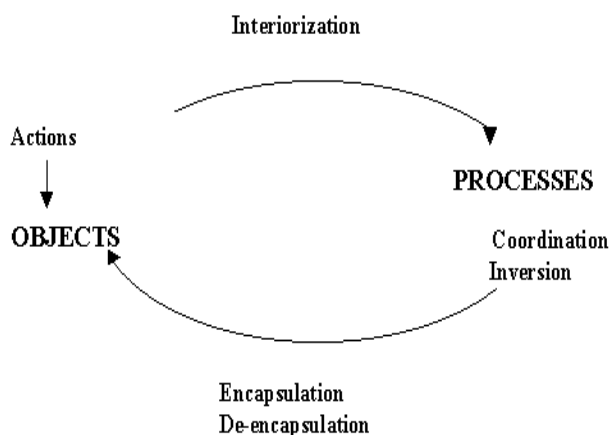 Interiorization
Actions
PROCESSES
OBJECTS
Coordination
Inversion
Encapsulation
De-encapsulation